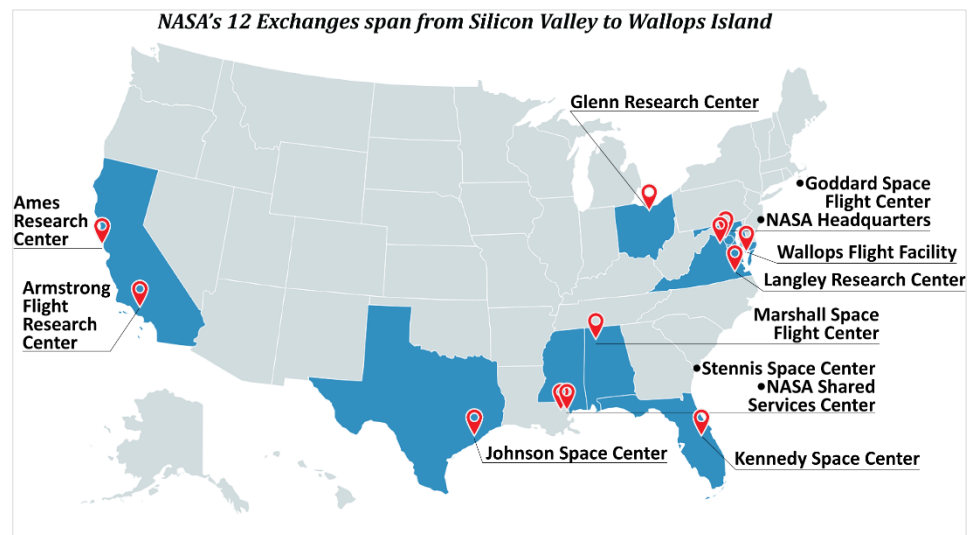 NASA's 12 Exchanges span from Silicon Valley to Wallops Island
Glenn Research Center
Ames
Research
Center
•Goddard Space
Flight Center
•NASA Headquarters
Wallops Flight Facility
Langley Research Center
Armstrong
Flight
Research
Center
Marshall Space
Flight Center
•Stennis Space Center
•NASA Shared
Services Center
Johnson Space Center
Kennedy Space Center